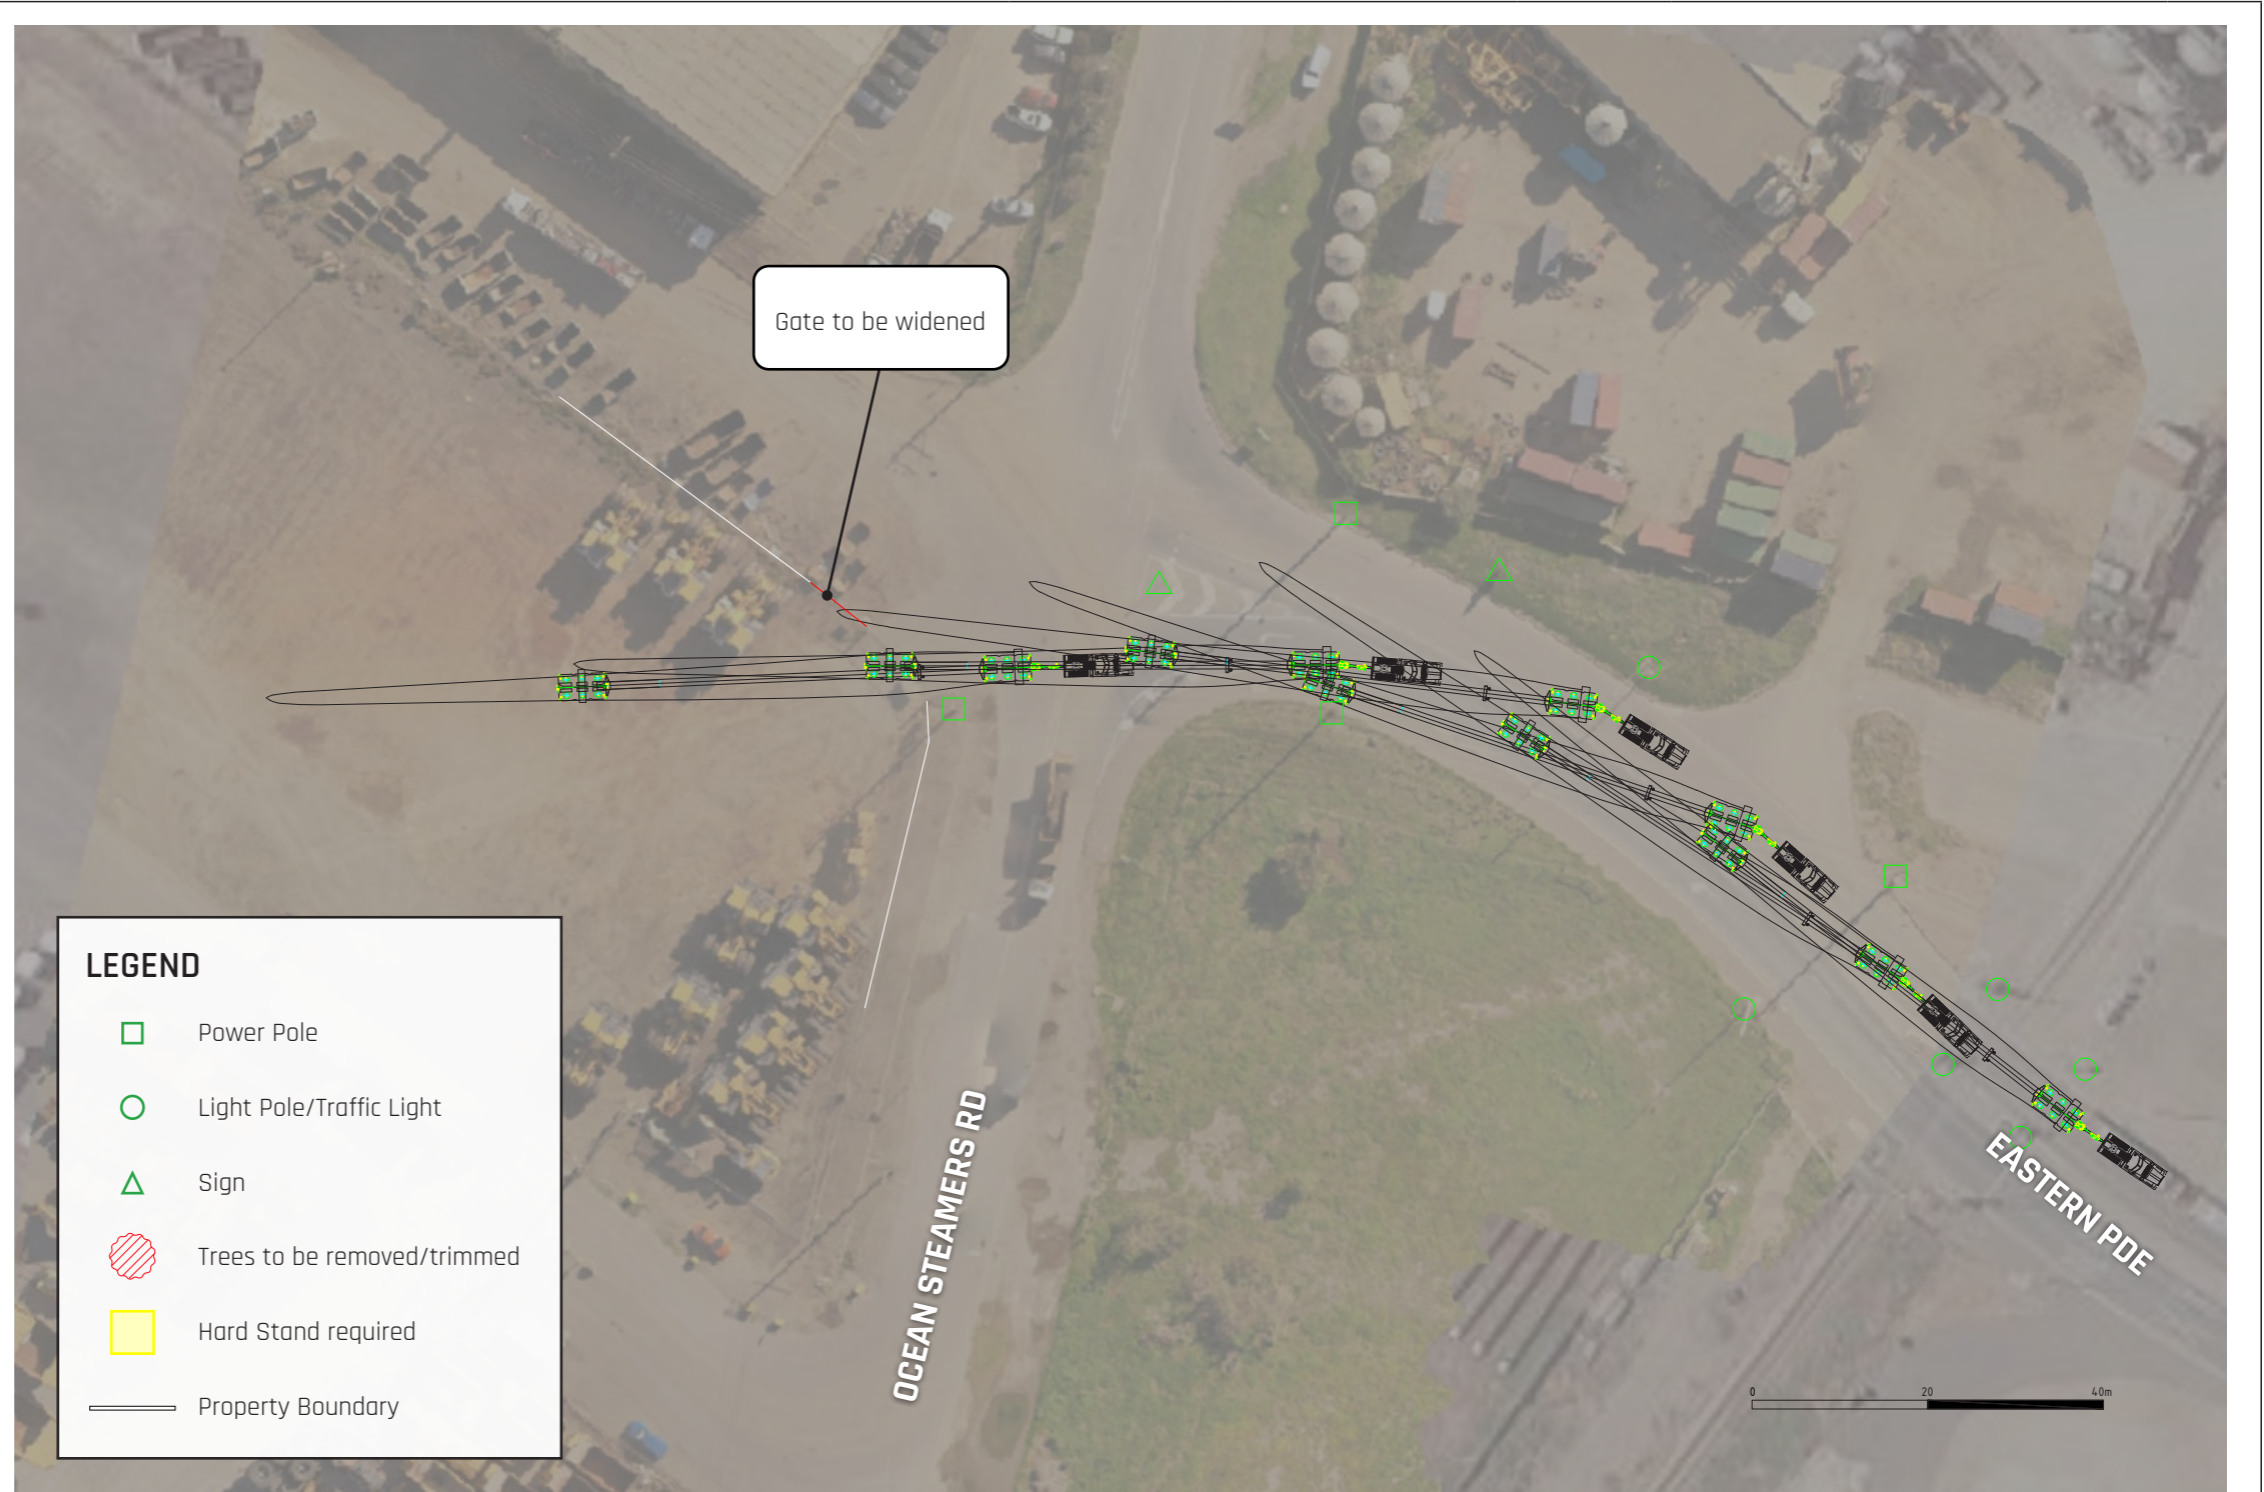 Gate to be widened
LEGEND
Power Pole
Light Pole/Traffic Light
Sign
Trees to be removed/trimmed
Hard Stand required
Property Boundary
OCEAN STEAMERS RD
EASTERN PDE
0 20 40m